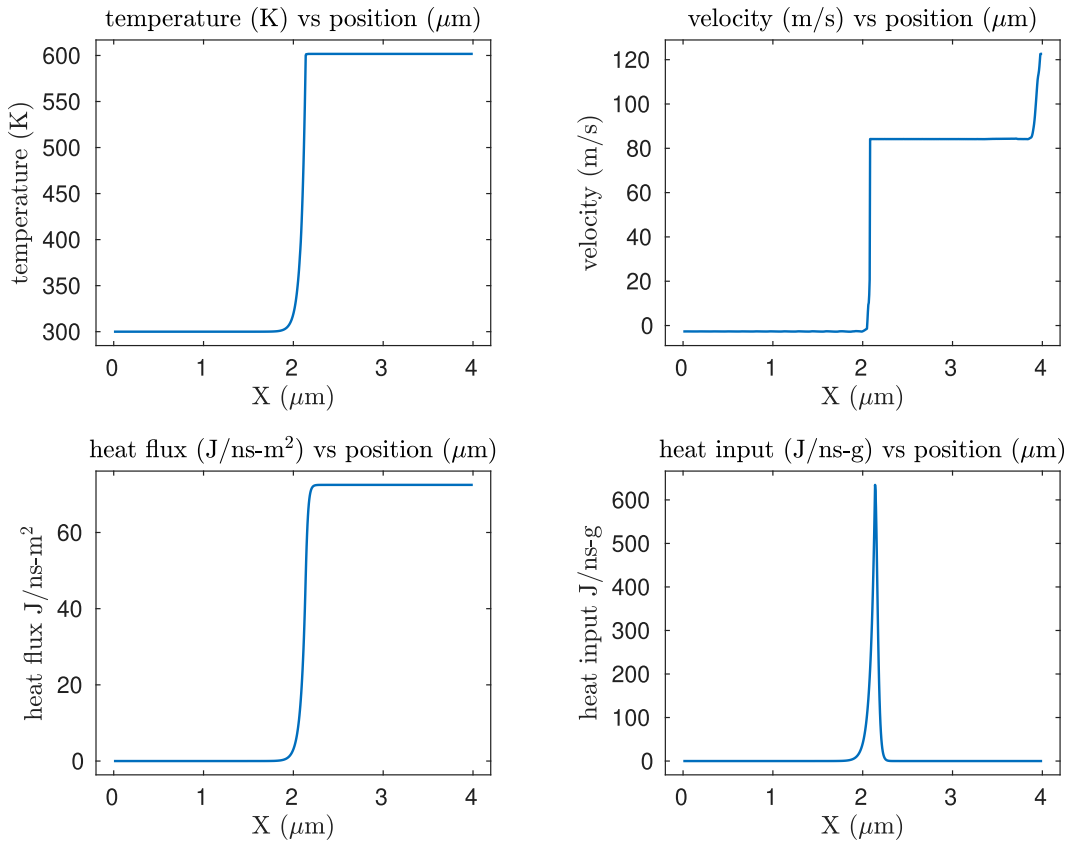 temperature (K) vs position (μm)
600
550
500
450
400
350
300
temperature (K)
0 1 2 3 4
X (μm)
velocity (m/s) vs position (μm)
120
100
80
60
40
20
0
velocity (m/s)
0 1 2 3 4
X (μm)
heat flux (J/ns-m²) vs position (μm)
60
40
20
0
heat flux J/ns-m²
0 1 2 3 4
X (μm)
heat input (J/ns-g) vs position (μm)
600
500
400
300
200
100
0
heat input J/ns-g
0 1 2 3 4
X (μm)